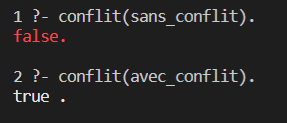 1 ?- conflit(sans_conflit).
false.
2 ?- conflit(avec_conflit).
true .